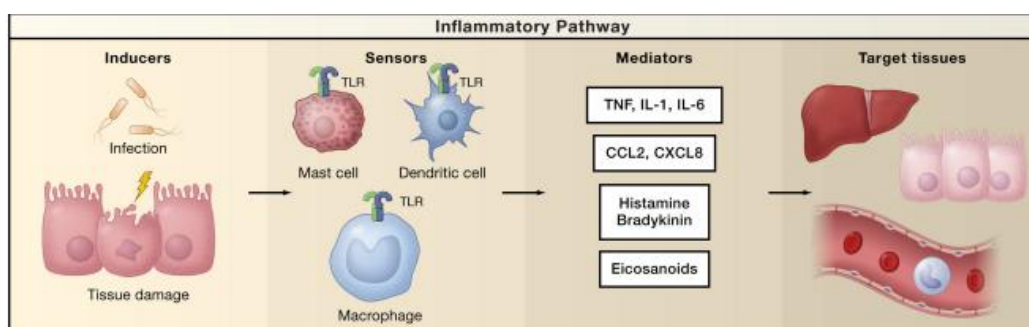 Inflammatory Pathway
Inducers
Infection
Tissue damage
Sensors
TLR
TLR
Mast cell
Dendritic cell
TLR
Macrophage
Mediators
TNF, IL-1, IL-6
CCL2, CXCL8
Histamine
Bradykinin
Eicosanoids
Target tissues